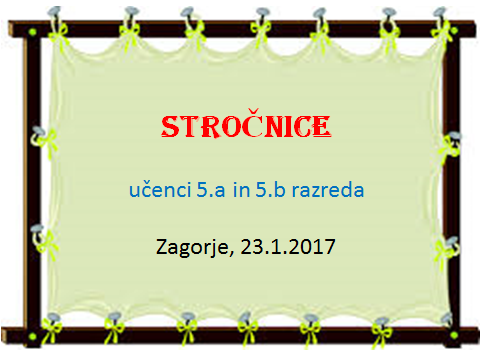 STROČNICE
učenci 5.a in 5.b razreda
Zagorje, 23.1.2017